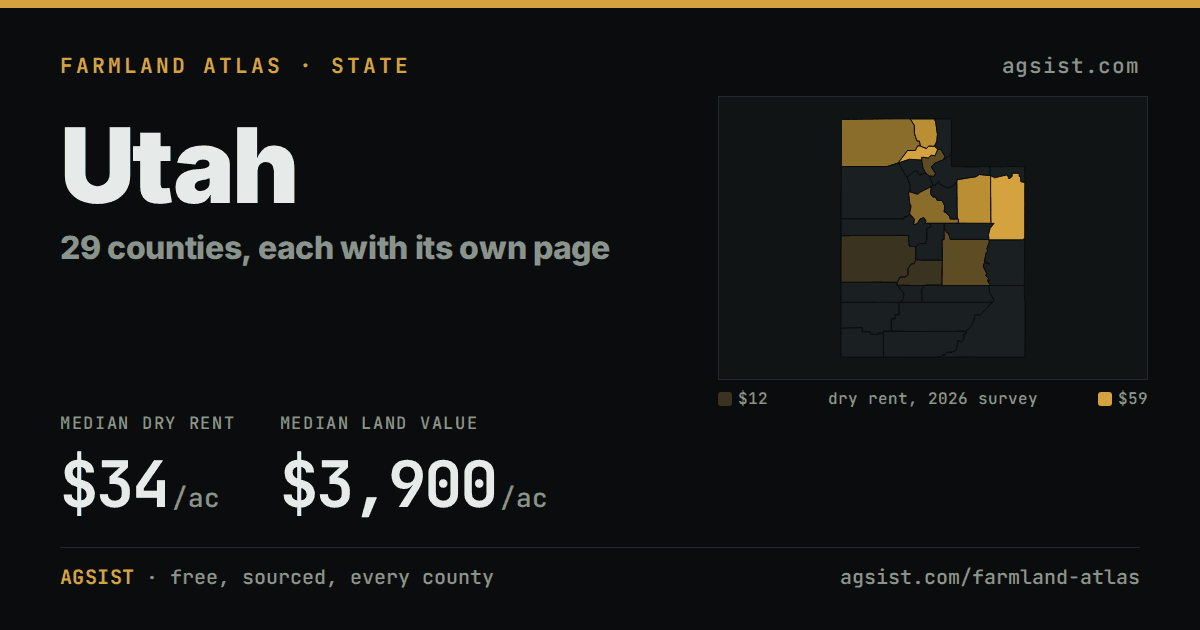 FARMLAND ATLAS · STATE
agsist.com
Utah
29 counties, each with its own page
$12
dry rent, 2026 survey
$59
MEDIAN DRY RENT
MEDIAN LAND VALUE
$34/ac
$3,900/ac
AGSIST · free, sourced, every county
agsist.com/farmland-atlas